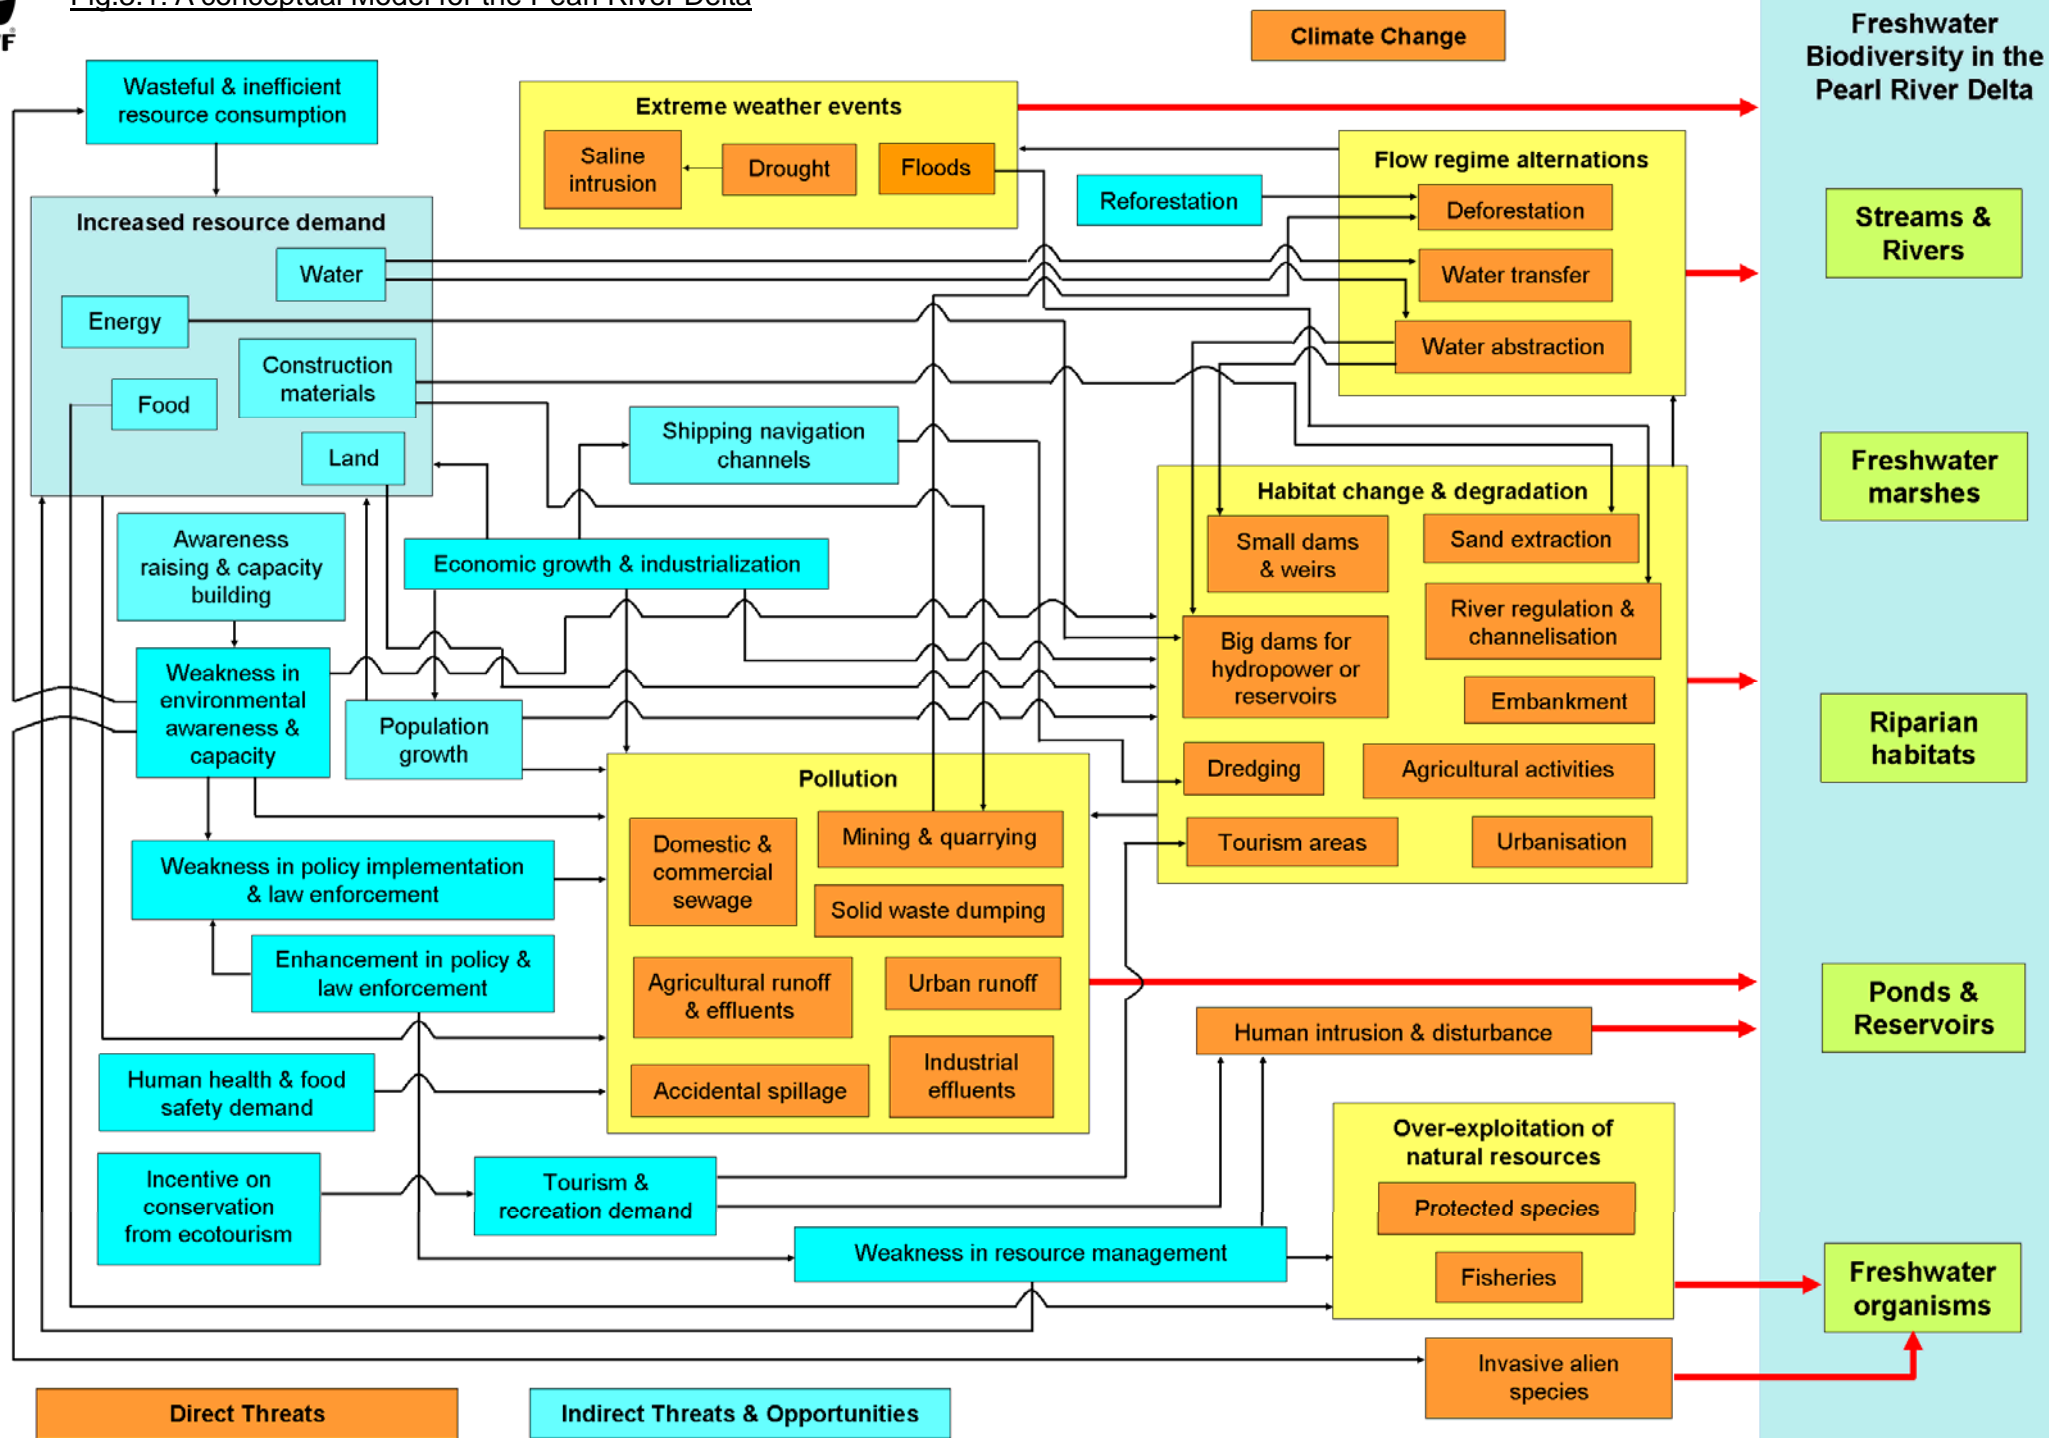 Climate Change
Freshwater
Biodiversity in the
Pearl River Delta
Wasteful & inefficient
resource consumption
Extreme weather events
Saline
intrusion
Drought
Floods
Flow regime alternations
Reforestation
Deforestation
Water transfer
Water abstraction
Streams &
Rivers
Increased resource demand
Water
Energy
Construction
materials
Food
Land
Shipping navigation
channels
Freshwater
marshes
Awareness
raising & capacity
building
Economic growth & industrialization
Habitat change & degradation
Small dams
& weirs
Sand extraction
River regulation &
channelisation
Big dams for
hydropower or
reservoirs
Embankment
Dredging
Agricultural activities
Tourism areas
Urbanisation
Riparian
habitats
Weakness in
environmental
awareness &
capacity
Population
growth
Pollution
Domestic &
commercial
sewage
Mining & quarrying
Solid waste dumping
Agricultural runoff
& effluents
Urban runoff
Accidental spillage
Industrial
effluents
Weakness in policy implementation
& law enforcement
Enhancement in policy &
law enforcement
Ponds &
Reservoirs
Human intrusion & disturbance
Human health & food
safety demand
Incentive on
conservation
from ecotourism
Tourism &
recreation demand
Weakness in resource management
Over-exploitation of
natural resources
Protected species
Fisheries
Freshwater
organisms
Invasive alien
species
Direct Threats
Indirect Threats & Opportunities